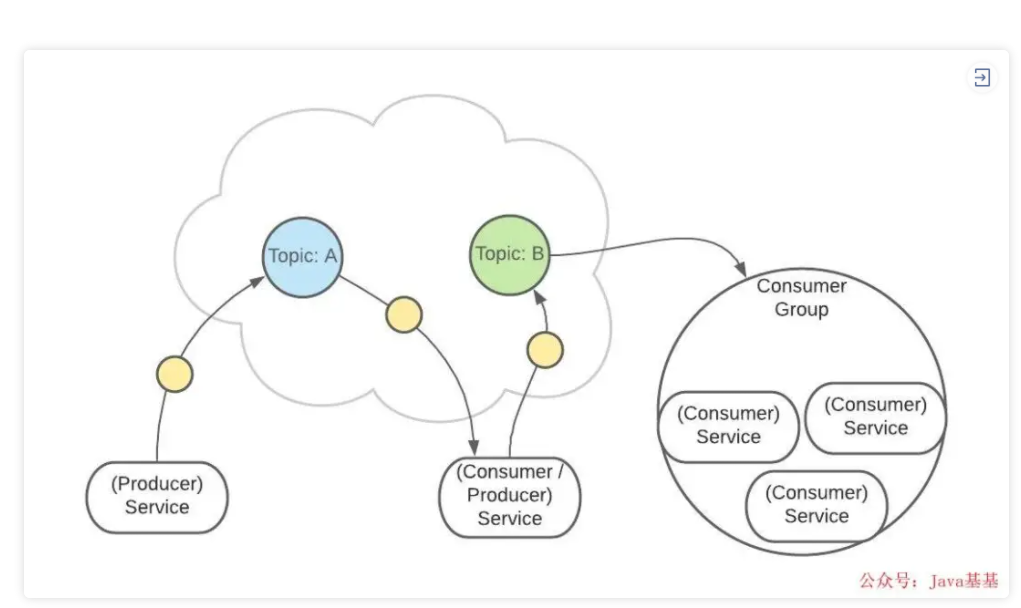 Topic: A
Topic: B
Consumer
Group
(Consumer)
Service
(Consumer)
Service
(Consumer)
Service
(Producer)
Service
(Consumer /
Producer)
Service
公众号：Java基基